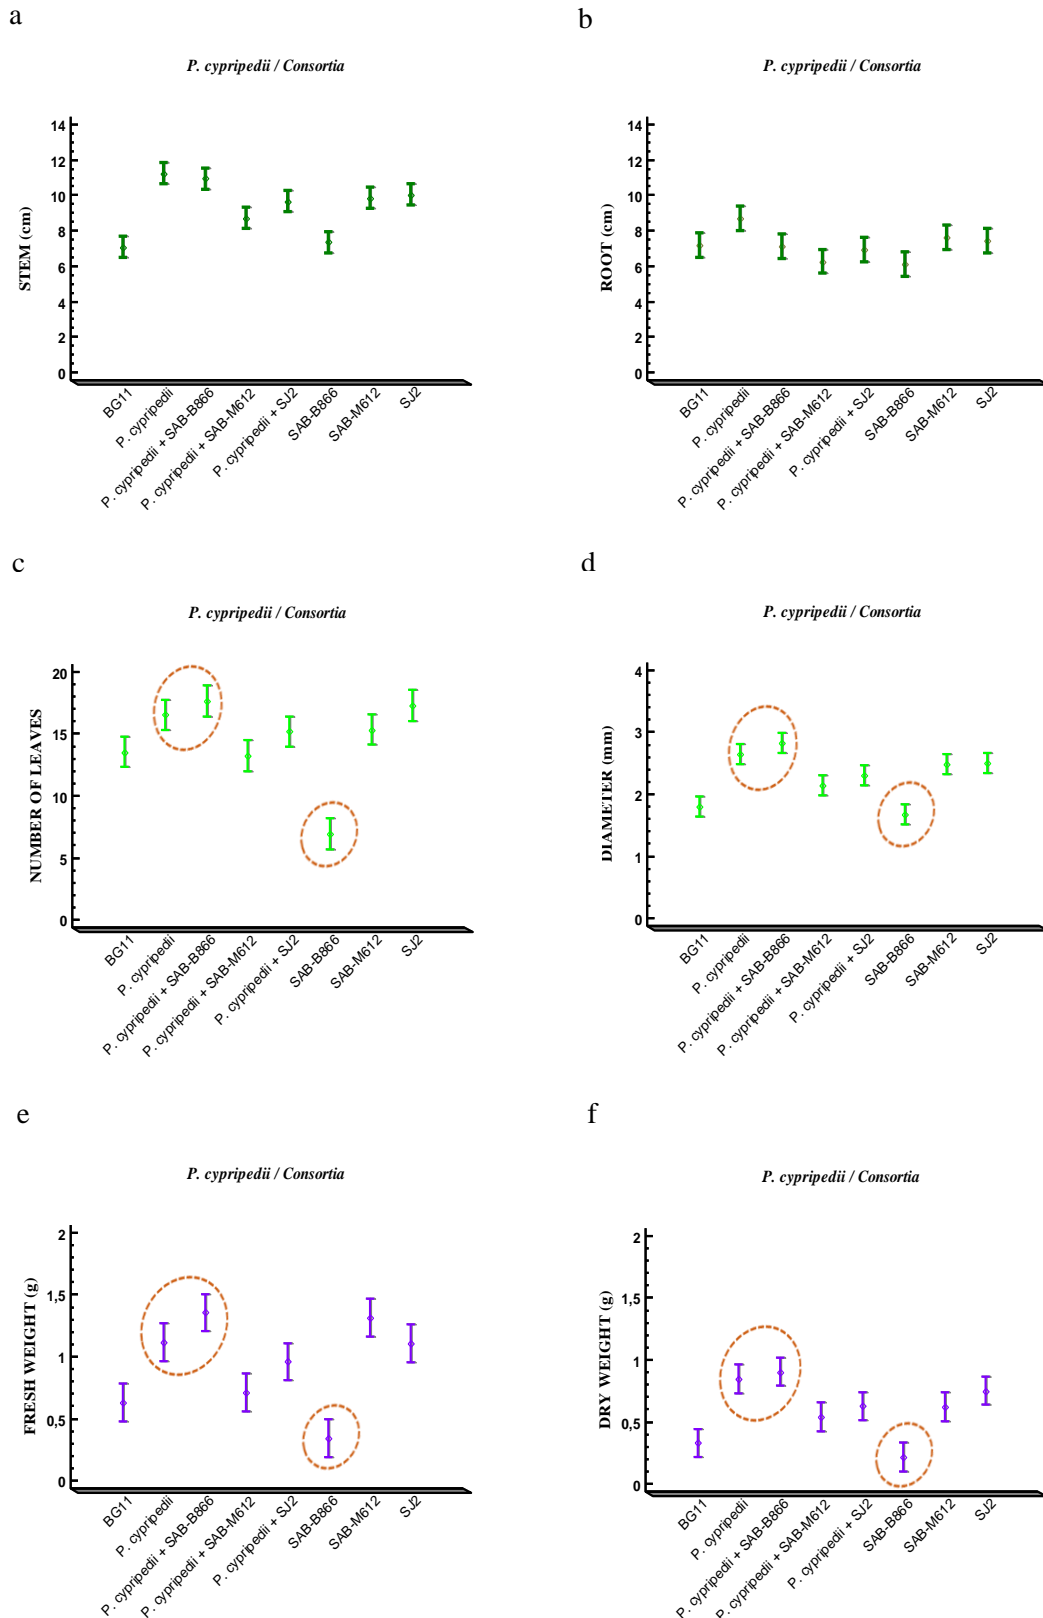 a
P. cypripedii / Consortia
STEM (cm)
14
12
10
8
6
4
2
0
BG11
P. cypripedii
P. cypripedii + SAB-B866
P. cypripedii + SAB-M612
P. cypripedii + SJ2
SAB-B866
SAB-M612
SJ2
b
P. cypripedii / Consortia
ROOT (cm)
14
12
10
8
6
4
2
0
BG11
P. cypripedii
P. cypripedii + SAB-B866
P. cypripedii + SAB-M612
P. cypripedii + SJ2
SAB-B866
SAB-M612
SJ2
c
P. cypripedii / Consortia
NUMBER OF LEAVES
20
15
10
5
0
BG11
P. cypripedii
P. cypripedii + SAB-B866
P. cypripedii + SAB-M612
P. cypripedii + SJ2
SAB-B866
SAB-M612
SJ2
d
P. cypripedii / Consortia
DIAMETER (mm)
4
3
2
1
0
BG11
P. cypripedii
P. cypripedii + SAB-B866
P. cypripedii + SAB-M612
P. cypripedii + SJ2
SAB-B866
SAB-M612
SJ2
e
P. cypripedii / Consortia
FRESH WEIGHT (g)
2
1,5
1
0,5
0
BG11
P. cypripedii
P. cypripedii + SAB-B866
P. cypripedii + SAB-M612
P. cypripedii + SJ2
SAB-B866
SAB-M612
SJ2
f
P. cypripedii / Consortia
DRY WEIGHT (g)
2
1,5
1
0,5
0
BG11
P. cypripedii
P. cypripedii + SAB-B866
P. cypripedii + SAB-M612
P. cypripedii + SJ2
SAB-B866
SAB-M612
SJ2